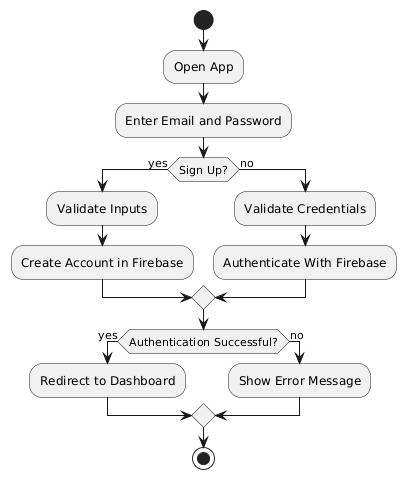 Open App
Enter Email and Password
Sign Up?
yes
no
Validate Inputs
Validate Credentials
Create Account in Firebase
Authenticate With Firebase
Authentication Successful?
yes
no
Redirect to Dashboard
Show Error Message